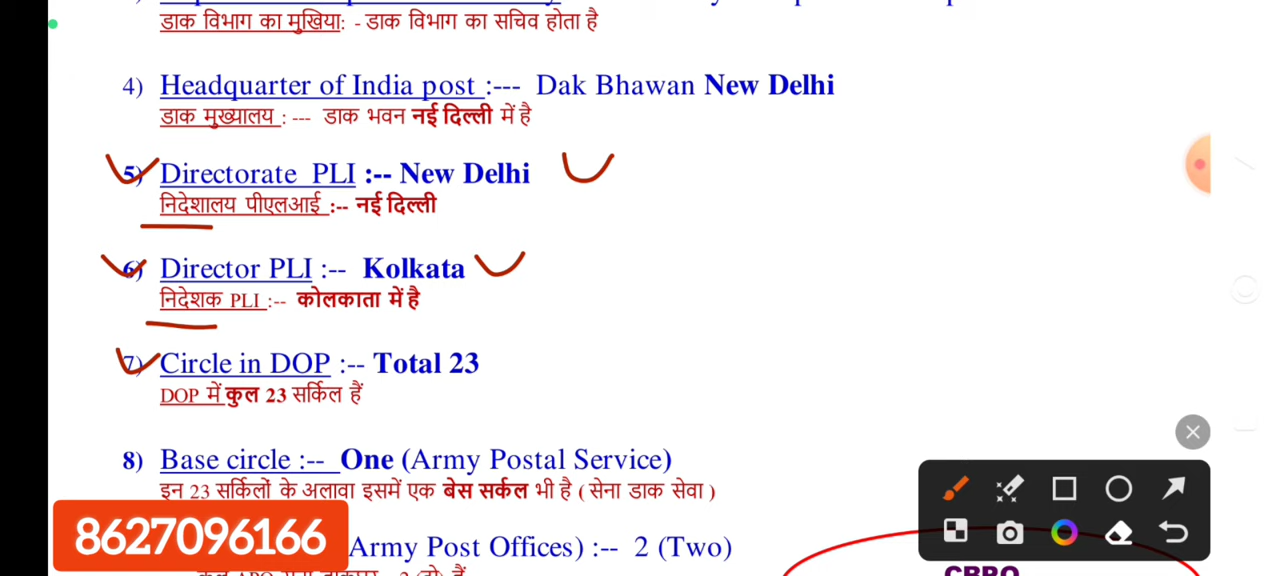 डाक विभाग का मुखिया: - डाक विभाग का सचिव होता है
4) Headquarter of India post :--- Dak Bhawan New Delhi
डाक मुख्यालय : --- डाक भवन नई दिल्ली में है
5) Directorate PLI :-- New Delhi
निदेशालय पीएलआई :-- नई दिल्ली
6) Director PLI :-- Kolkata
निदेशक PLI :-- कोलकाता में है
7) Circle in DOP :-- Total 23
DOP में कुल 23 सर्किल हैं
8) Base circle :-- One (Army Postal Service)
इन 23 सर्किलों के अलावा इसमें एक बेस सर्कल भी है ( सेना डाक सेवा )
8627096166
Army Post Offices) :-- 2 (Two)
CBPO